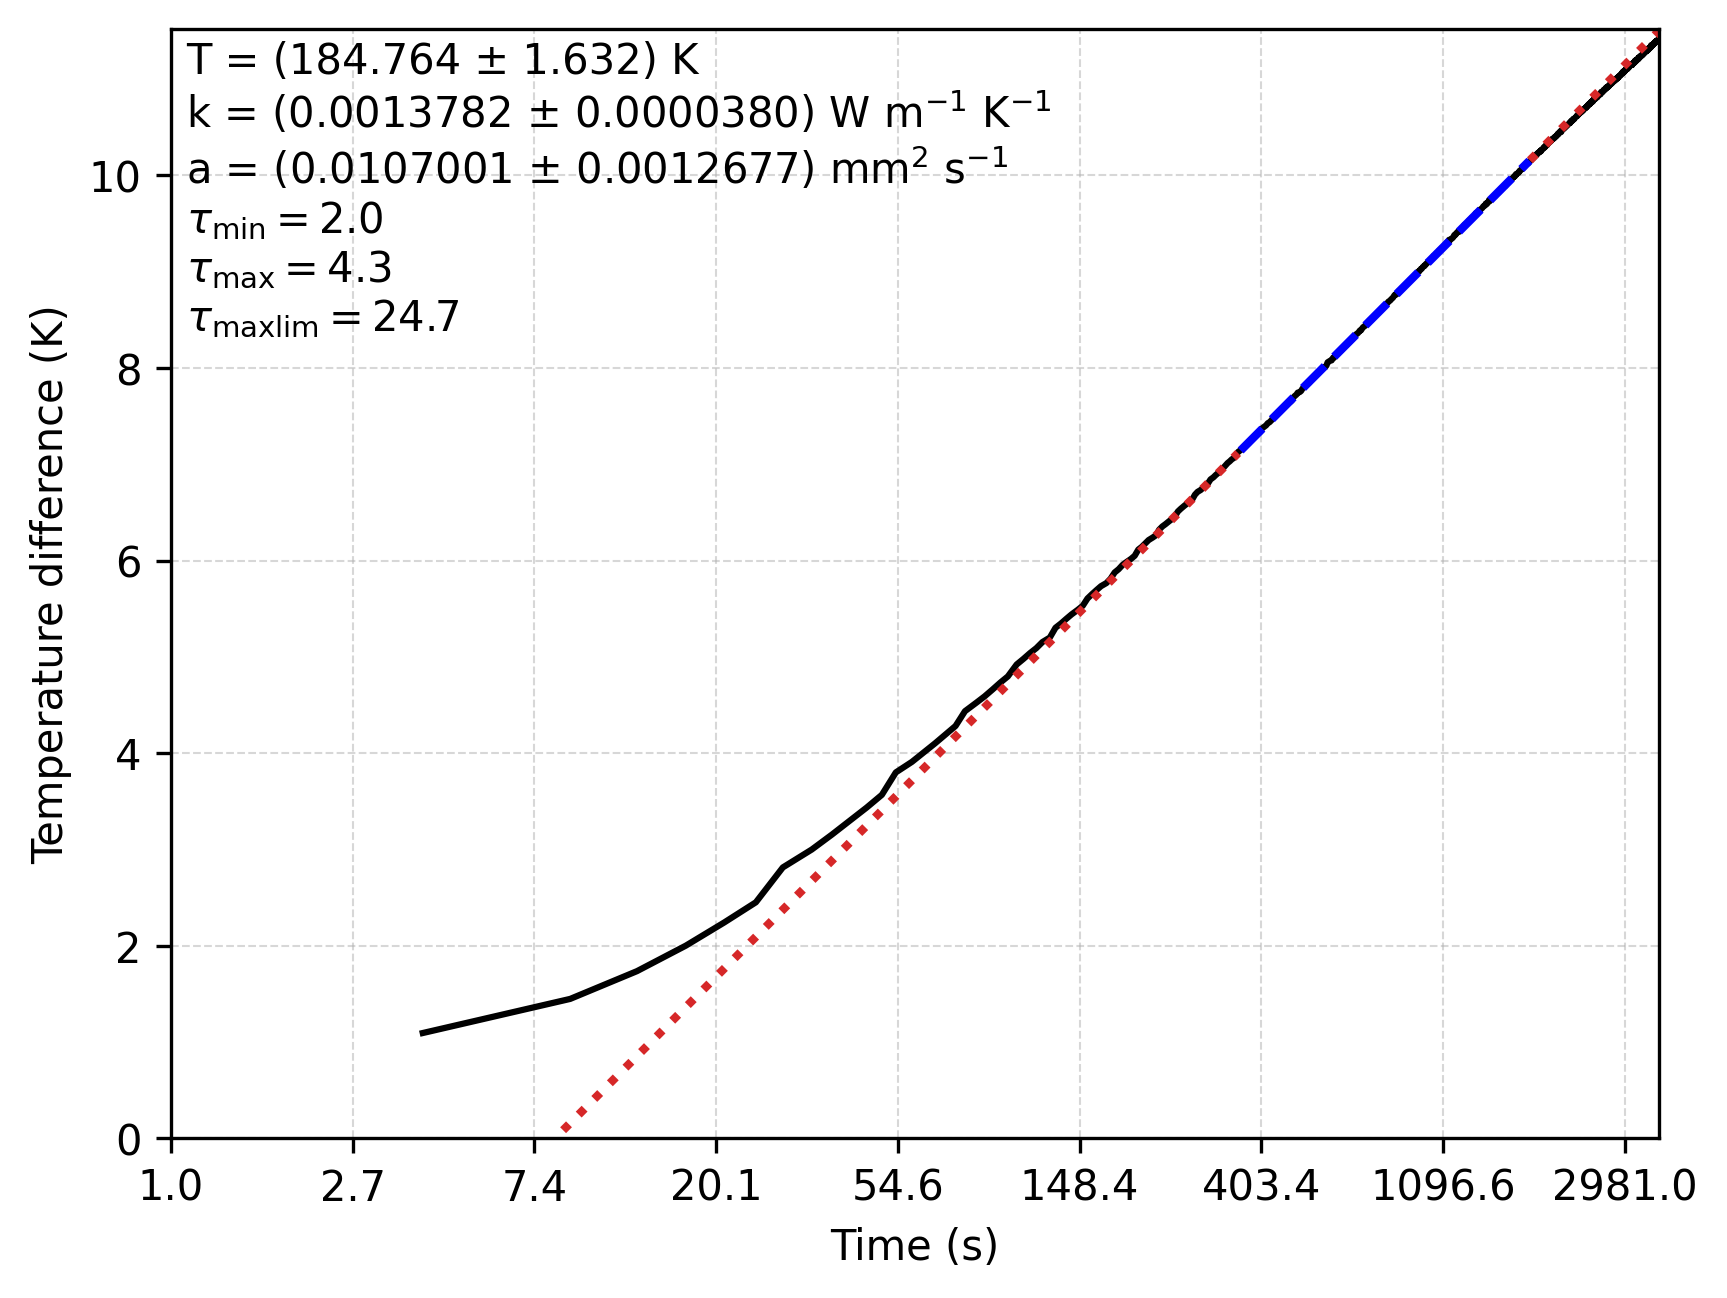 T = (184.764 ± 1.632) K
k = (0.0013782 ± 0.0000380) W m⁻¹ K⁻¹
a = (0.0107001 ± 0.0012677) mm² s⁻¹
τmin = 2.0
τmax = 4.3
τmaxlim = 24.7
Temperature difference (K)
10
8
6
4
2
0
1.0 2.7 7.4 20.1 54.6 148.4 403.4 1096.6 2981.0
Time (s)